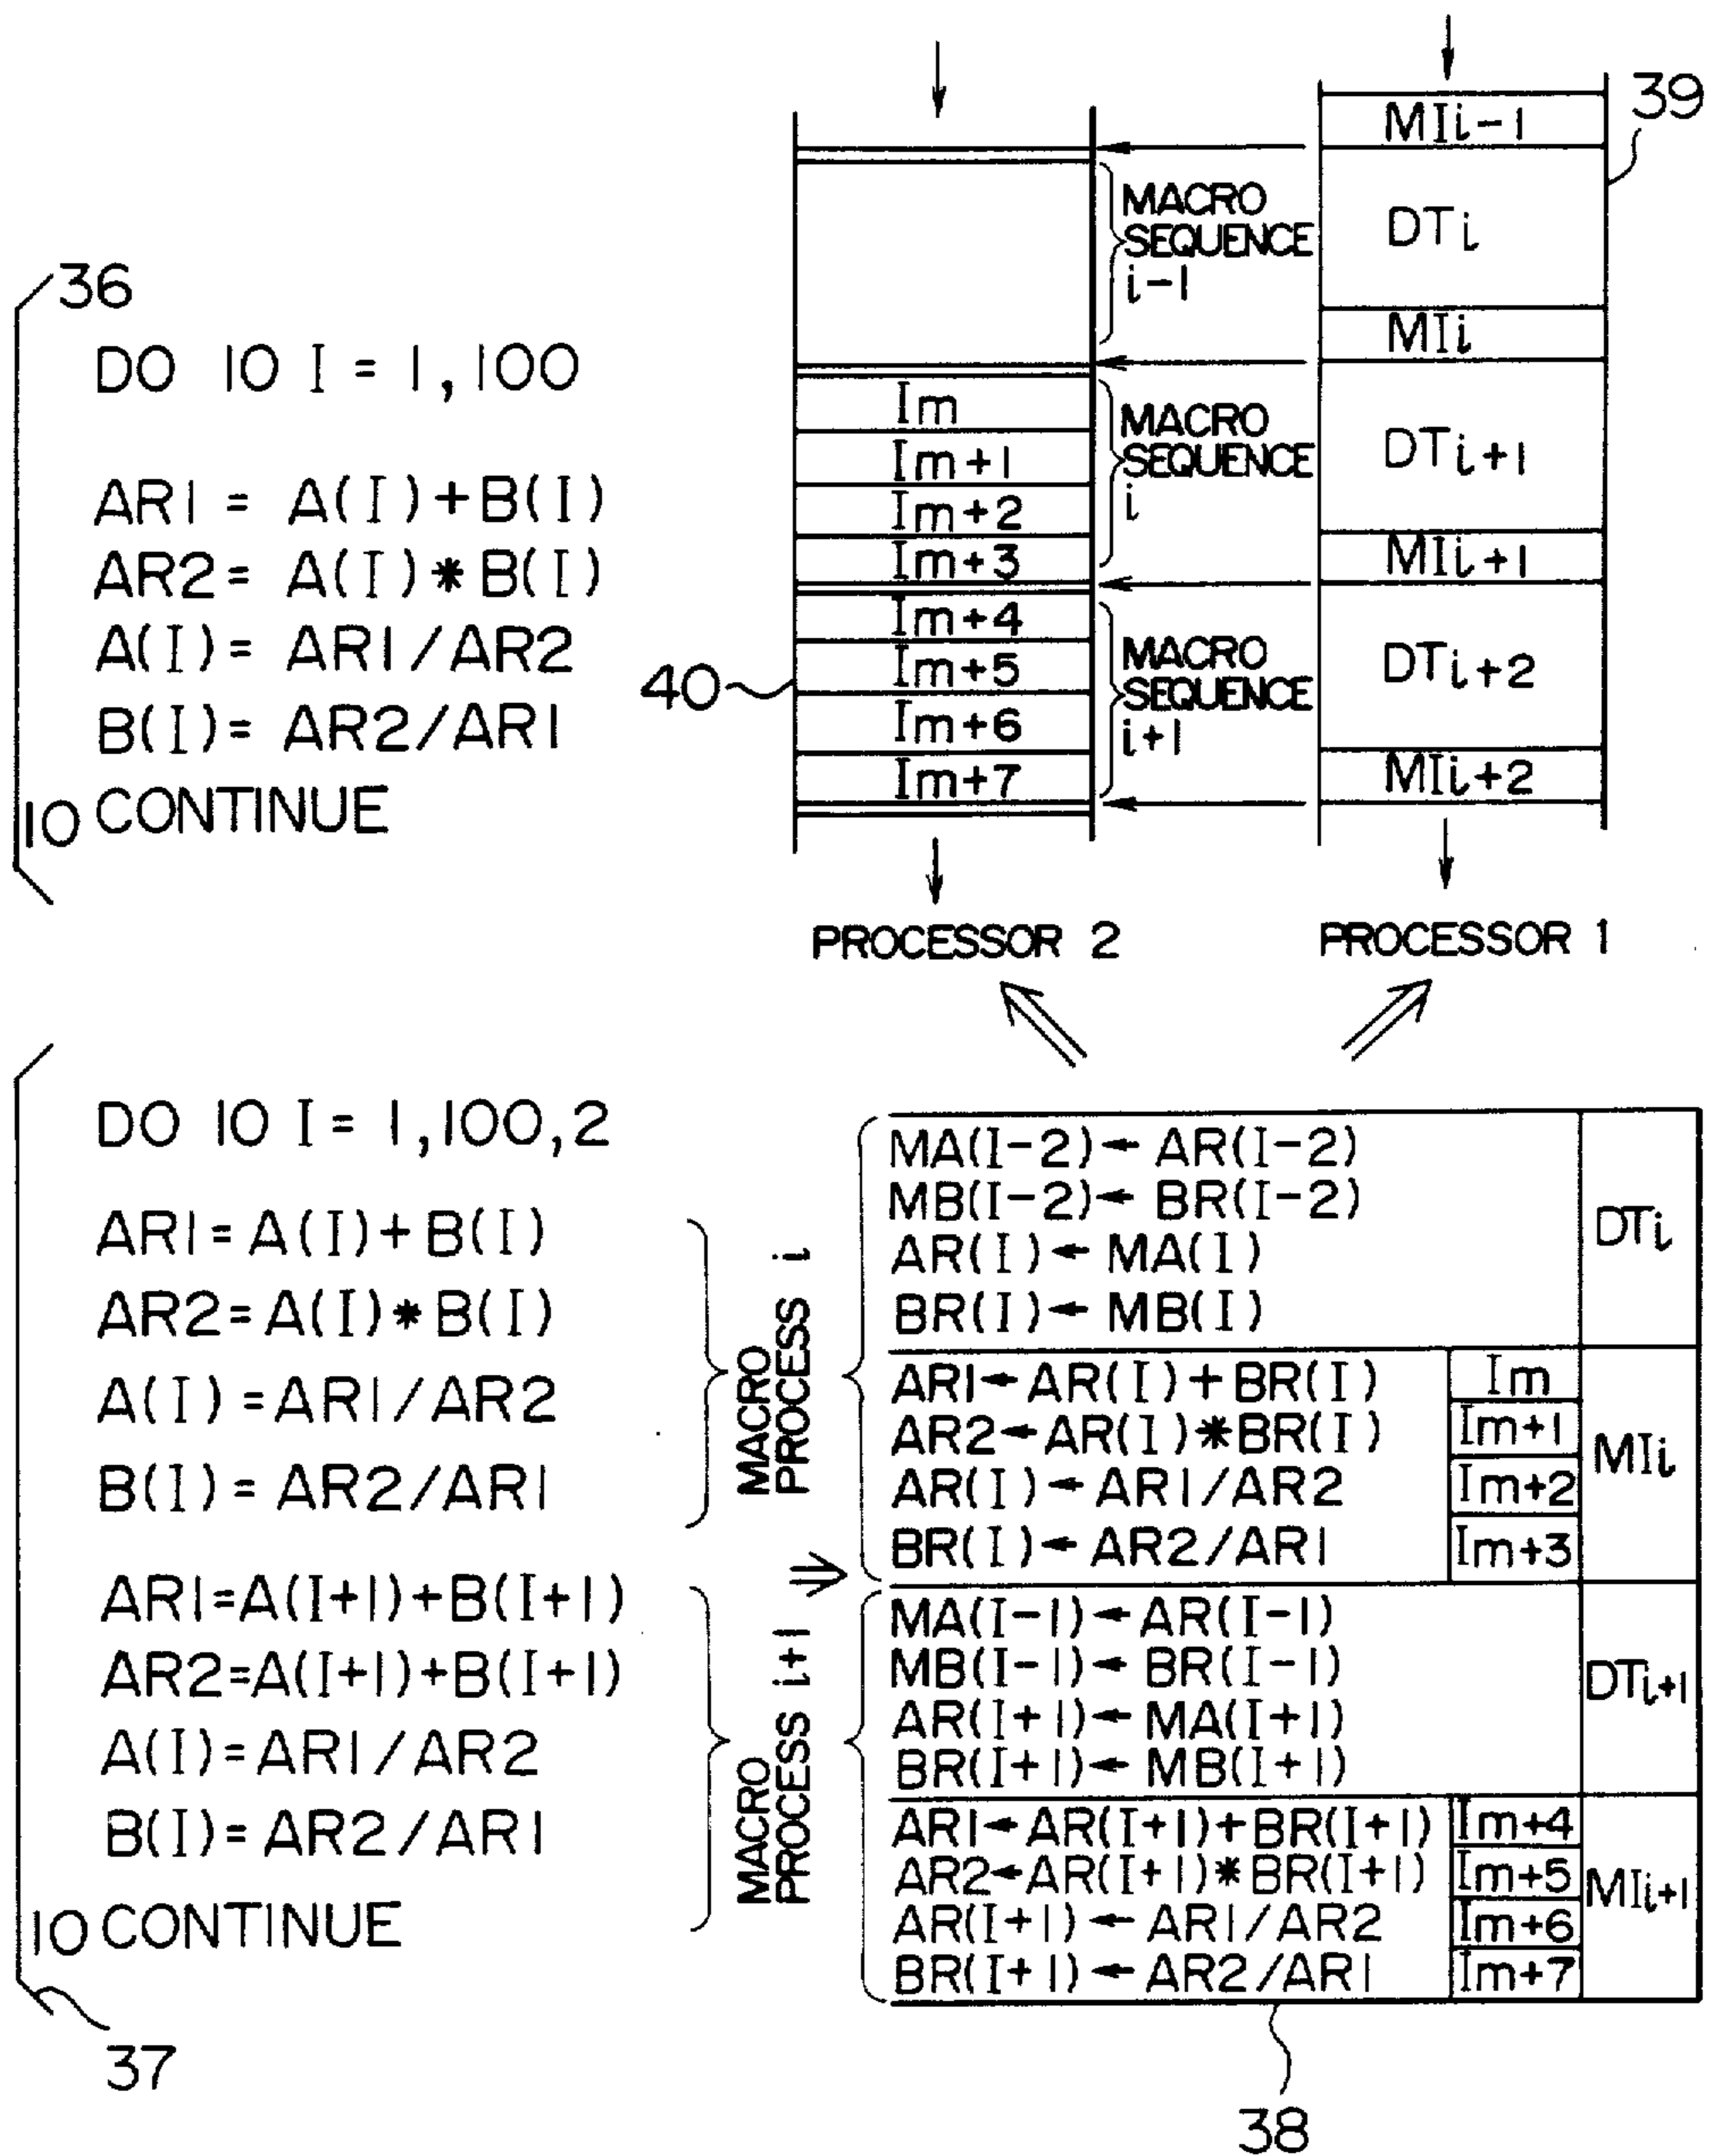 36
DO 10 I = 1,100
AR1 = A(I)+B(I)
AR2= A(I)*B(I)
A(I)= AR1/AR2
B(I)= AR2/AR1
10 CONTINUE
MACRO
SEQUENCE
i-1
Im
Im+1
Im+2
Im+3
MACRO
SEQUENCE
i
Im+4
Im+5
Im+6
Im+7
MACRO
SEQUENCE
i+1
40
PROCESSOR 2
39
MIi-1
DTi
MIi
DTi+1
MIi+1
DTi+2
MIi+2
PROCESSOR 1
DO 10 I = 1,100,2
AR1=A(I)+B(I)
AR2=A(I)*B(I)
A(I)=AR1/AR2
B(I)=AR2/AR1
AR1=A(I+1)+B(I+1)
AR2=A(I+1)+B(I+1)
A(I)=AR1/AR2
B(I)=AR2/AR1
10 CONTINUE
37
MACRO
PROCESS i
MACRO
PROCESS i+1
MA(I-2)← AR(I-2)
MB(I-2)← BR(I-2)
AR(I)← MA(I)
BR(I)← MB(I)
DTi
AR1←AR(I)+BR(I) Im
AR2←AR(I)*BR(I) Im+1
AR(I)← AR1/AR2 Im+2
BR(I)← AR2/AR1 Im+3
MIi
MA(I-1)←AR(I-1)
MB(I-1)← BR(I-1)
AR(I+1)← MA(I+1)
BR(I+1)← MB(I+1)
DTi+1
AR1←AR(I+1)+BR(I+1) Im+4
AR2←AR(I+1)*BR(I+1) Im+5
AR(I+1)← AR1/AR2 Im+6
BR(I+1)← AR2/AR1 Im+7
MIi+1
38